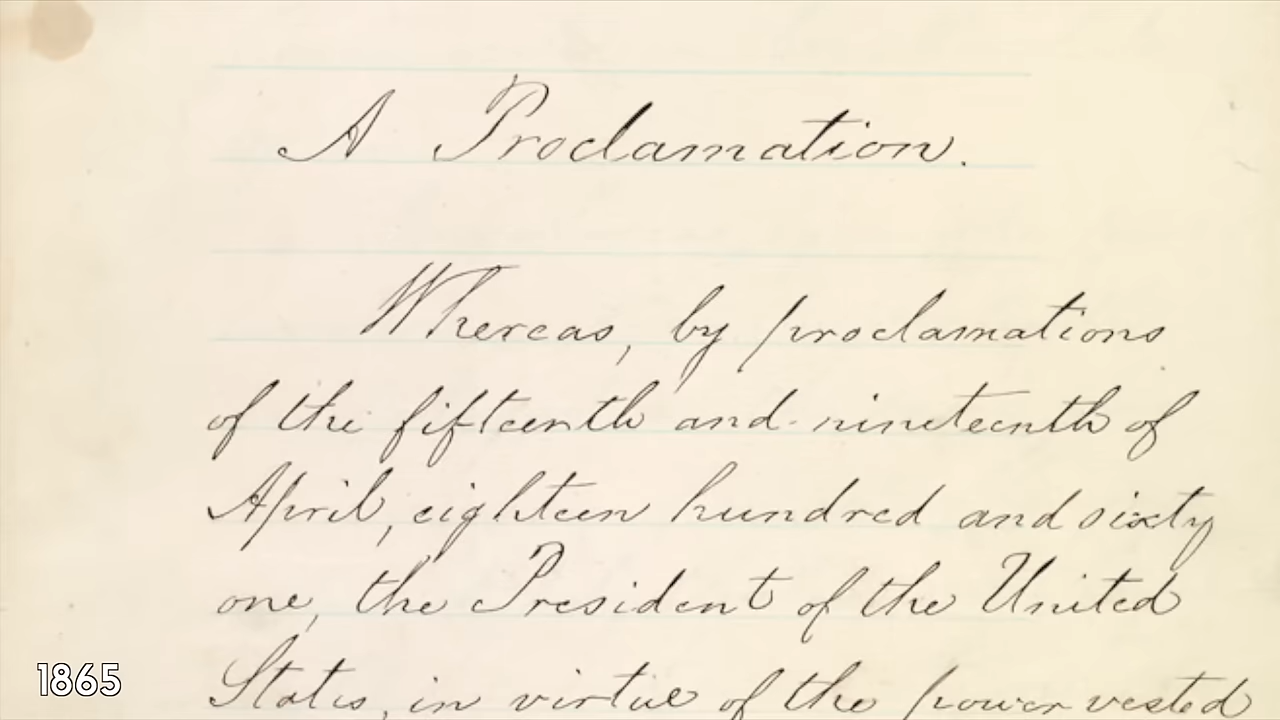 A Proclamation.
Whereas, by proclamations
of the fifteenth and nineteenth of
April, eighteen hundred and sixty
one, the President of the United
States, in virtue of the power vested
1865